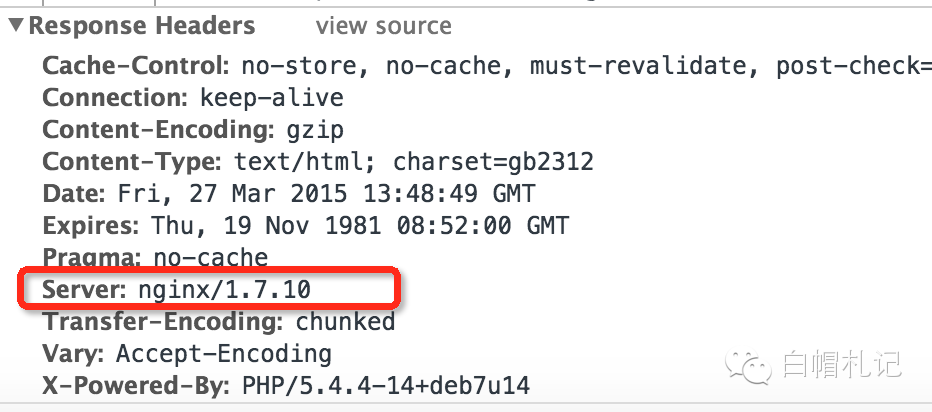 Response Headers view source
Cache-Control: no-store, no-cache, must-revalidate, post-check=
Connection: keep-alive
Content-Encoding: gzip
Content-Type: text/html; charset=gb2312
Date: Fri, 27 Mar 2015 13:48:49 GMT
Expires: Thu, 19 Nov 1981 08:52:00 GMT
Pragma: no-cache
Server: nginx/1.7.10
Transfer-Encoding: chunked
Vary: Accept-Encoding
白帽札记
X-Powered-By: PHP/5.4.4-14+deb7u14